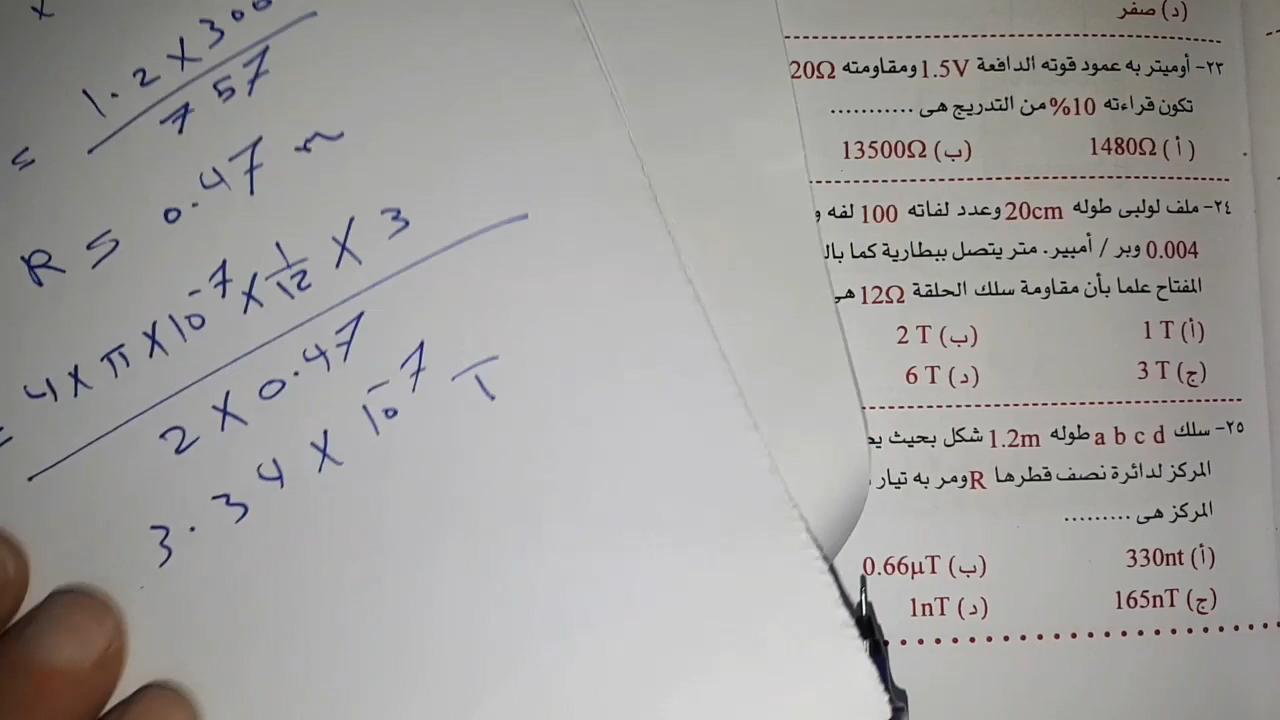 1.2 X 300
757
=
R = 0.47 m
4 x π x 10^-7 x 1/12 x 3
=
2 x 0.47
3.34 x 10^-7 T
(د) صفر
٢٣- أوميتر به عمود قوته الدافعة 1.5V ومقاومته 20Ω
تكون قراءته 10% من التدريج هى ...........
(أ) 1480Ω (ب) 13500Ω
٢٤- ملف لولبى طوله 20cm وعدد لفاته 100 لفه و
0.004 وبر / أمبير. متر يتصل ببطارية كما بال
المفتاح علما بأن مقاومة سلك الحلقة 12Ω هى
(أ) 1 T (ب) 2 T
(ج) 3 T (د) 6 T
٢٥- سلك a b c d طوله 1.2m شكل بحيث
المركز لدائرة نصف قطرها R ومر به تيار
المركز هى .........
(أ) 330nt (ب) 0.66µT
(ج) 165nT (د) 1nT